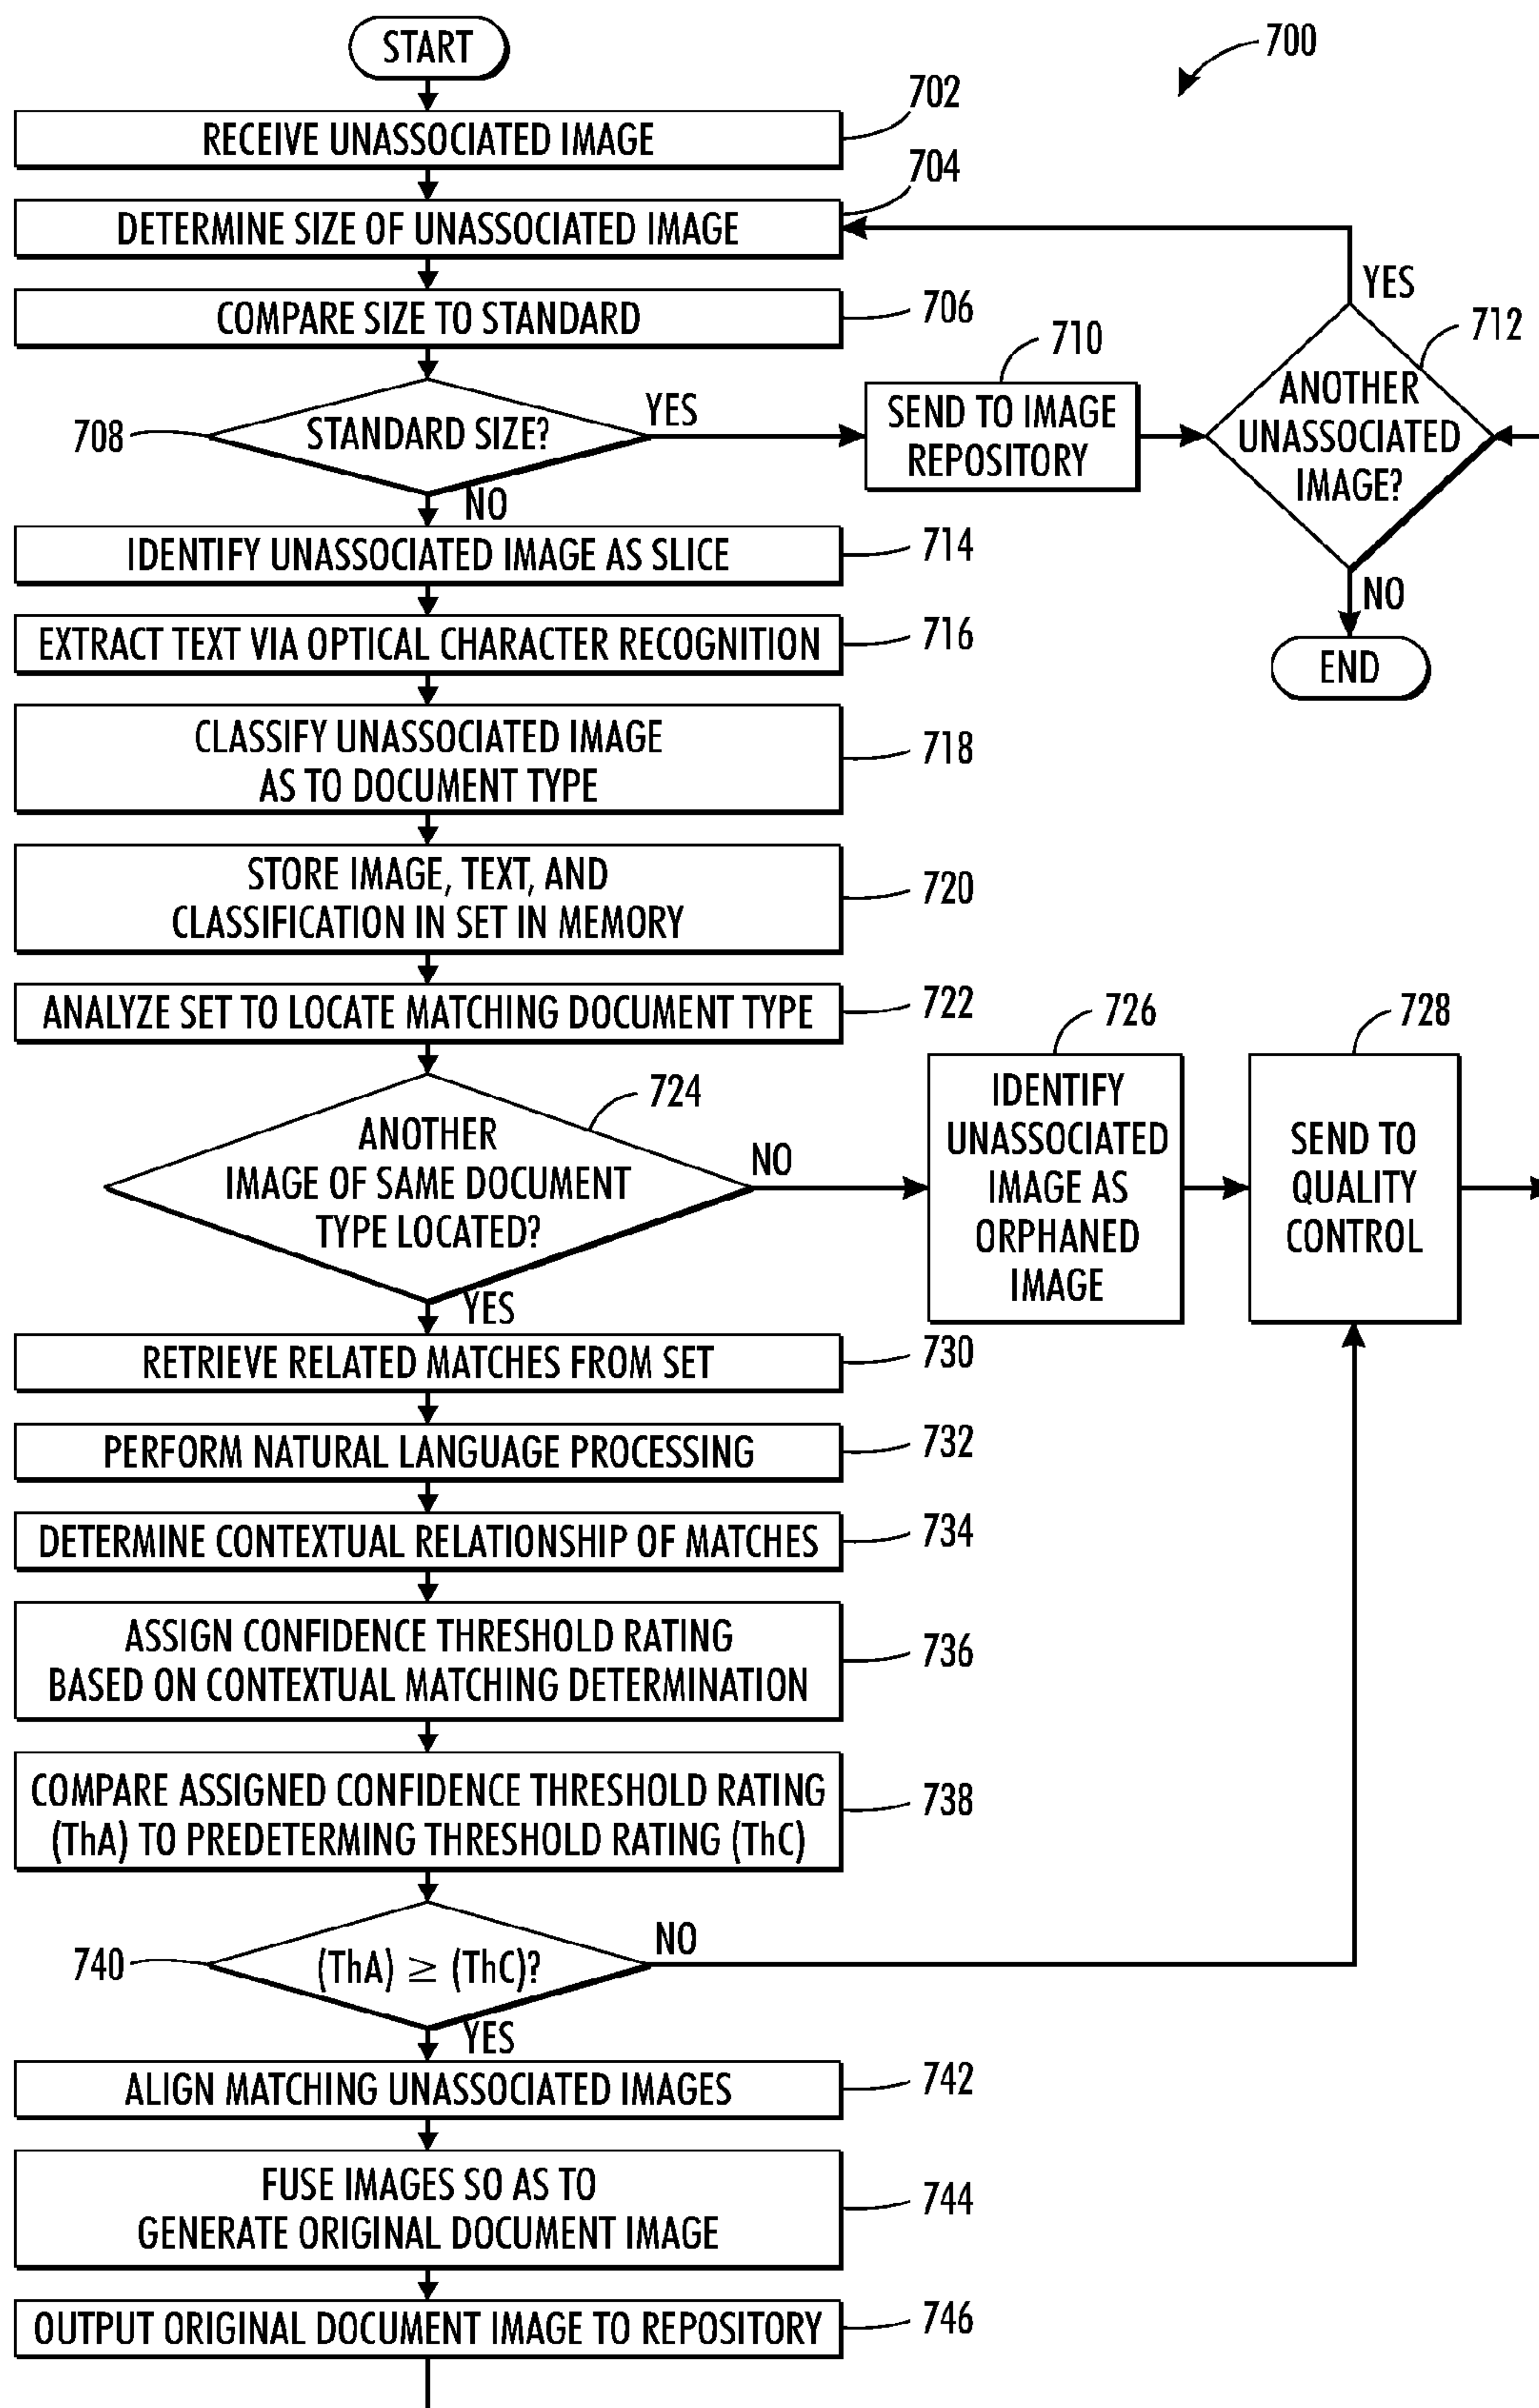 START
700
702
RECEIVE UNASSOCIATED IMAGE
704
DETERMINE SIZE OF UNASSOCIATED IMAGE
YES
COMPARE SIZE TO STANDARD
706
710
712
708
STANDARD SIZE?
YES
SEND TO IMAGE
REPOSITORY
ANOTHER
UNASSOCIATED
IMAGE?
NO
IDENTIFY UNASSOCIATED IMAGE AS SLICE
714
NO
EXTRACT TEXT VIA OPTICAL CHARACTER RECOGNITION
716
END
CLASSIFY UNASSOCIATED IMAGE
AS TO DOCUMENT TYPE
718
STORE IMAGE, TEXT, AND
CLASSIFICATION IN SET IN MEMORY
720
ANALYZE SET TO LOCATE MATCHING DOCUMENT TYPE
722
726
728
724
ANOTHER
IMAGE OF SAME DOCUMENT
TYPE LOCATED?
NO
IDENTIFY
UNASSOCIATED
IMAGE AS
ORPHANED
IMAGE
SEND TO
QUALITY
CONTROL
YES
RETRIEVE RELATED MATCHES FROM SET
730
PERFORM NATURAL LANGUAGE PROCESSING
732
DETERMINE CONTEXTUAL RELATIONSHIP OF MATCHES
734
ASSIGN CONFIDENCE THRESHOLD RATING
BASED ON CONTEXTUAL MATCHING DETERMINATION
736
COMPARE ASSIGNED CONFIDENCE THRESHOLD RATING
(ThA) TO PREDETERMING THRESHOLD RATING (ThC)
738
740
(ThA) ≥ (ThC)?
NO
YES
ALIGN MATCHING UNASSOCIATED IMAGES
742
FUSE IMAGES SO AS TO
GENERATE ORIGINAL DOCUMENT IMAGE
744
OUTPUT ORIGINAL DOCUMENT IMAGE TO REPOSITORY
746